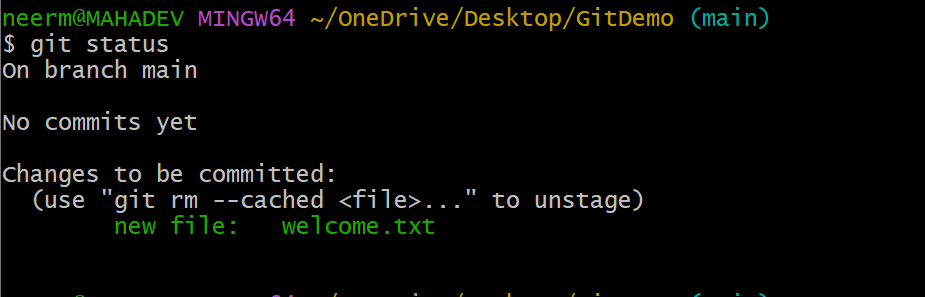 neerm@MAHADEV MINGW64 ~/OneDrive/Desktop/GitDemo (main)
$ git status
On branch main
No commits yet
Changes to be committed:
(use "git rm --cached <file>..." to unstage)
new file: welcome.txt
(main)